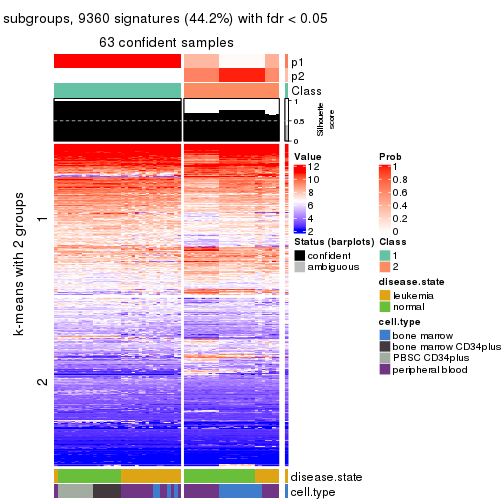 subgroups, 9360 signatures (44.2%) with fdr < 0.05
63 confident samples
p1
p2
Class
1
0.5
0
Silhouette
score
k-means with 2 groups
1
2
Value
12
10
8
6
4
2
Prob
1
0.8
0.6
0.4
0.2
0
Status (barplots)
confident
ambiguous
Class
1
2
disease.state
leukemia
normal
cell.type
bone marrow
bone marrow CD34plus
PBSC CD34plus
peripheral blood
disease.state
cell.type